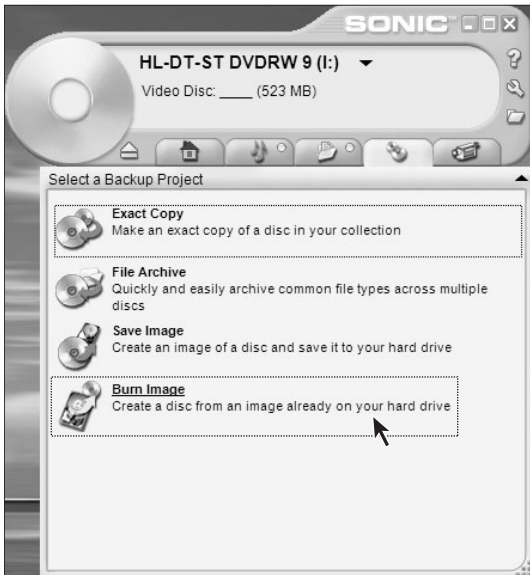 SONIC
HL-DT-ST DVDRW 9 (I:)
Video Disc: ____ (523 MB)
Select a Backup Project
Exact Copy
Make an exact copy of a disc in your collection
File Archive
Quickly and easily archive common file types across multiple
discs
Save Image
Create an image of a disc and save it to your hard drive
Burn Image
Create a disc from an image already on your hard drive